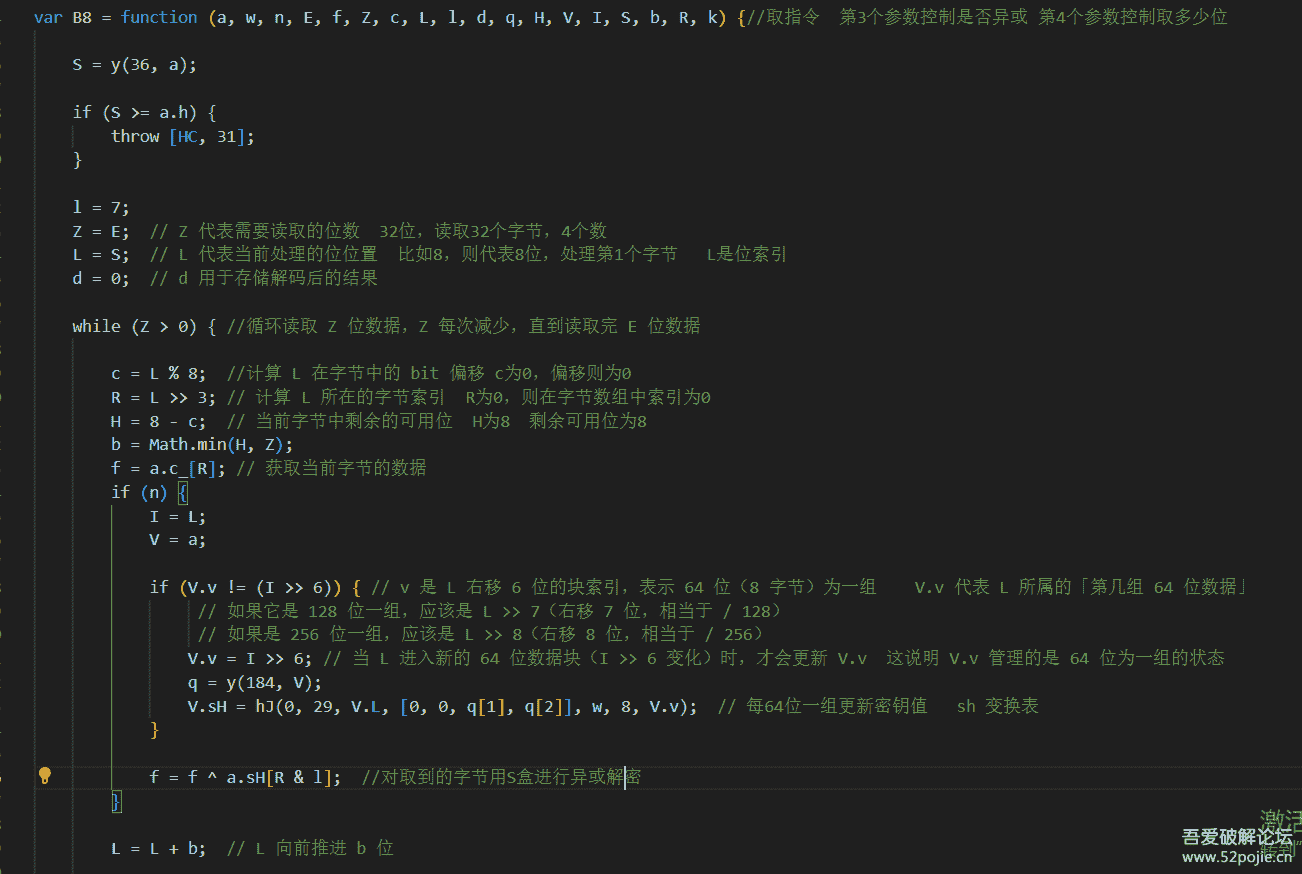 var B8 = function (a, w, n, E, f, Z, c, L, l, d, q, H, V, I, S, b, R, k) {//取指令  第3个参数控制是否异或 第4个参数控制取多少位
S = y(36, a);
if (S >= a.h) {
throw [HC, 31];
}
l = 7;
Z = E;  // Z 代表需要读取的位数  32位，读取32个字节，4个数
L = S;  // L 代表当前处理的位位置  比如8，则代表8位，处理第1个字节   L是位索引
d = 0;  // d 用于存储解码后的结果
while (Z > 0) { //循环读取 Z 位数据，Z 每次减少，直到读取完 E 位数据
c = L % 8;  //计算 L 在字节中的 bit 偏移 c为0，偏移则为0
R = L >> 3; // 计算 L 所在的字节索引  R为0，则在字节数组中索引为0
H = 8 - c;  // 当前字节中剩余的可用位  H为8  剩余可用位为8
b = Math.min(H, Z);
f = a.c_[R]; // 获取当前字节的数据
if (n) {
I = L;
V = a;
if (V.v != (I >> 6)) { // v 是 L 右移 6 位的块索引，表示 64 位（8 字节）为一组    V.v 代表 L 所属的「第几组 64 位数据」
// 如果它是 128 位一组，应该是 L >> 7（右移 7 位，相当于 / 128）
// 如果是 256 位一组，应该是 L >> 8（右移 8 位，相当于 / 256）
V.v = I >> 6; // 当 L 进入新的 64 位数据块（I >> 6 变化）时，才会更新 V.v  这说明 V.v 管理的是 64 位为一组的状态
q = y(184, V);
V.sH = hJ(0, 29, V.L, [0, 0, q[1], q[2]], w, 8, V.v);  // 每64位一组更新密钥值   sh 变换表
}
f = f ^ a.sH[R & l];  //对取到的字节用S盒进行异或解密
}
L = L + b;  // L 向前推进 b 位
激活
转到"
吾爱破解论坛
www.52pojie.cn